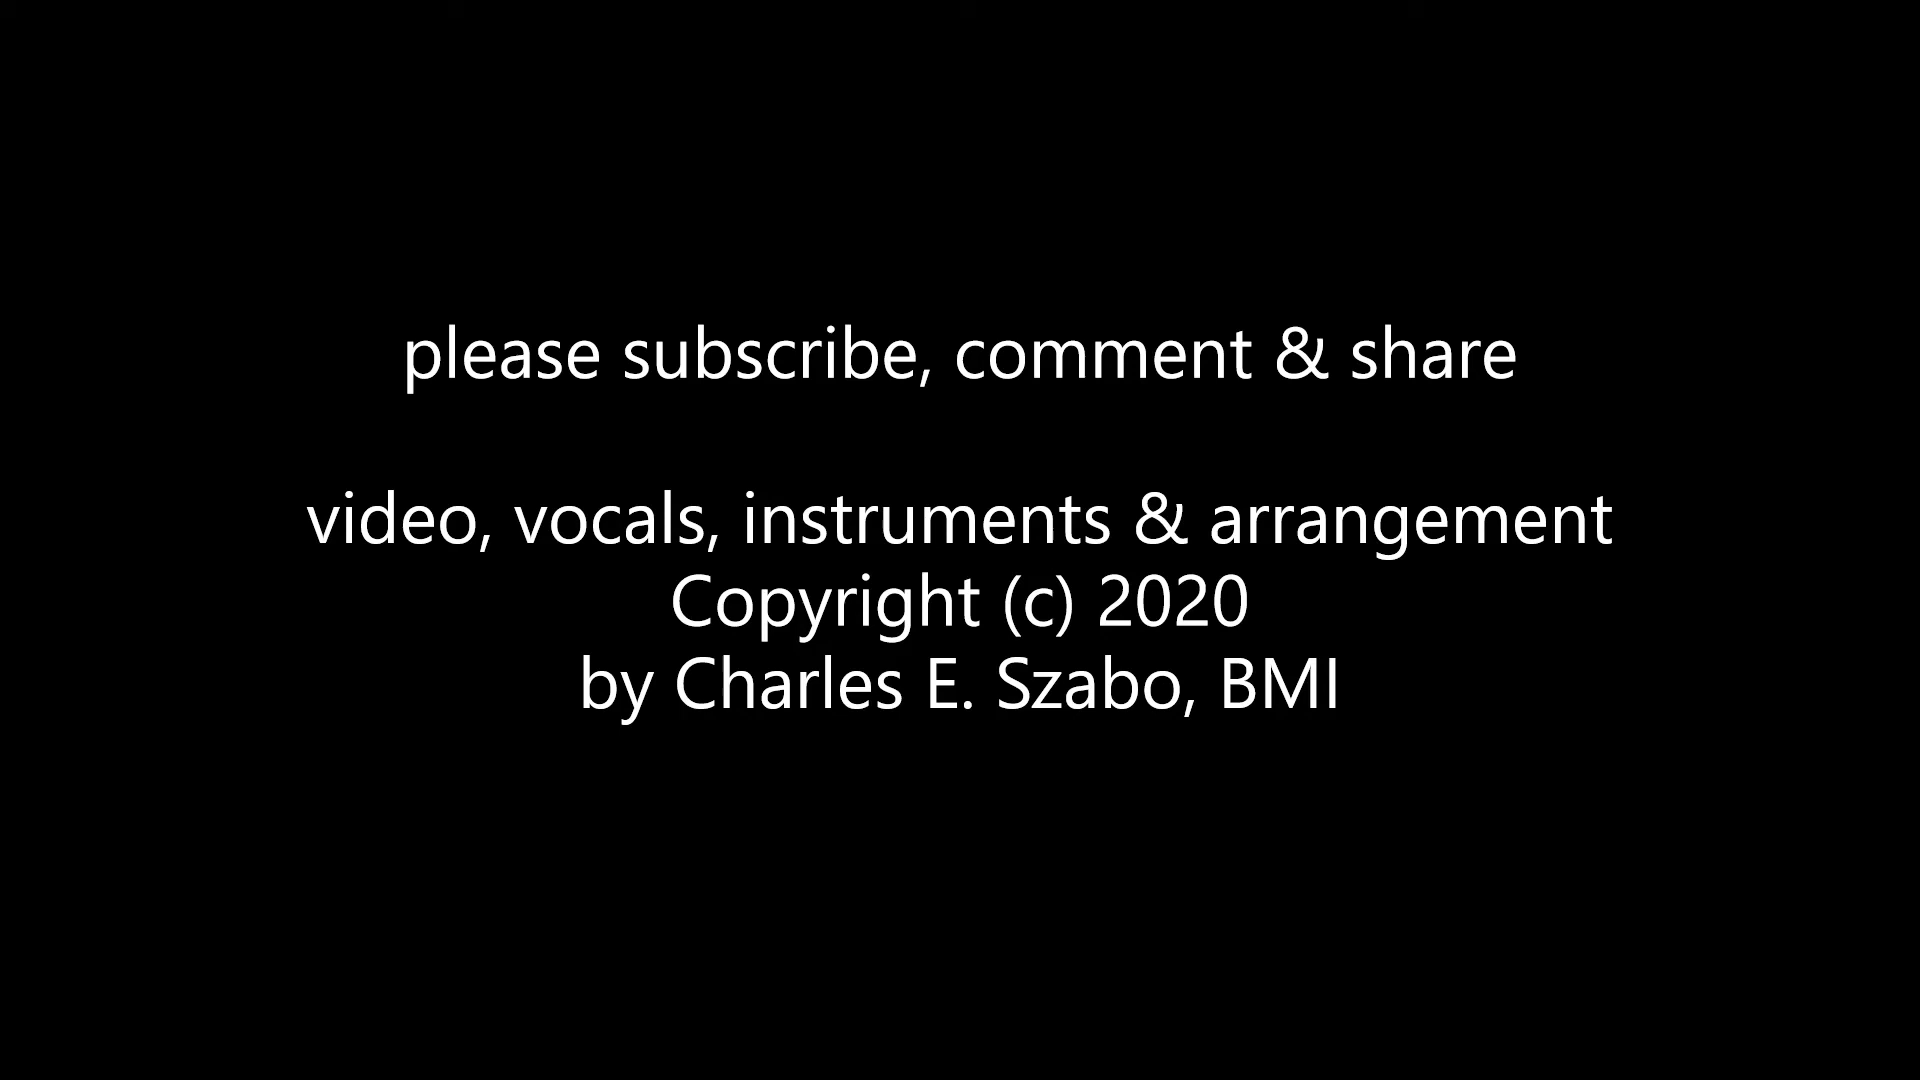 please subscribe, comment & share
video, vocals, instruments & arrangement
Copyright (c) 2020
by Charles E. Szabo, BMI